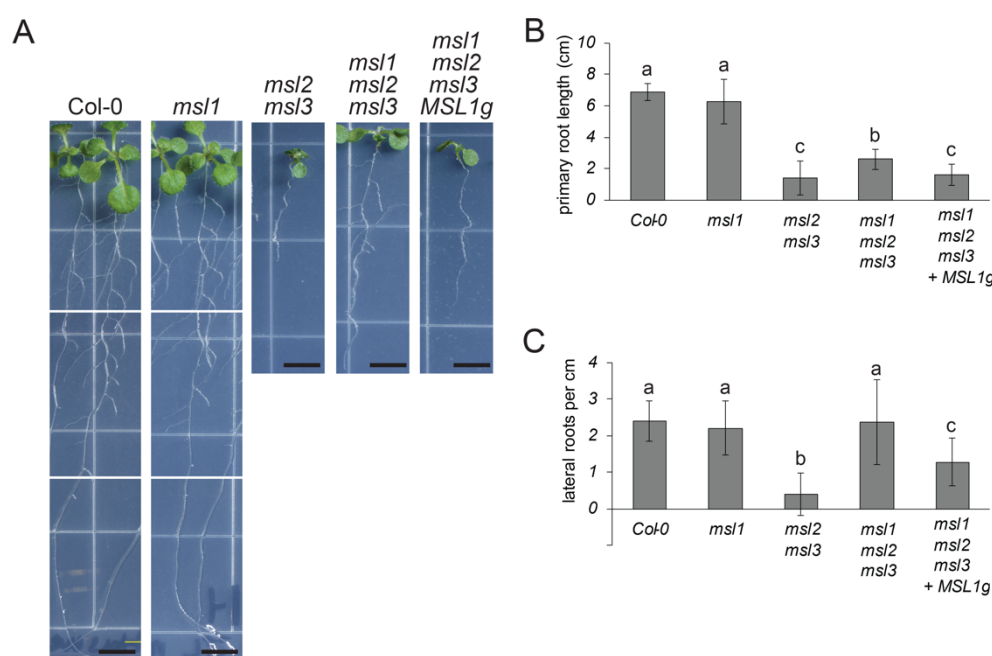 A
Col-0
msl1
msl2
msl3
msl1
msl2
msl3
msl1
msl2
msl3
MSL1g
B
primary root length (cm)
10
8
6
4
2
0
a
a
c
b
c
Col-0
msl1
msl2
msl3
msl1
msl2
msl3
msl1
msl2
msl3
+ MSL1g
C
lateral roots per cm
4
3
2
1
0
a
a
b
a
c
Col-0
msl1
msl2
msl3
msl1
msl2
msl3
msl1
msl2
msl3
+ MSL1g